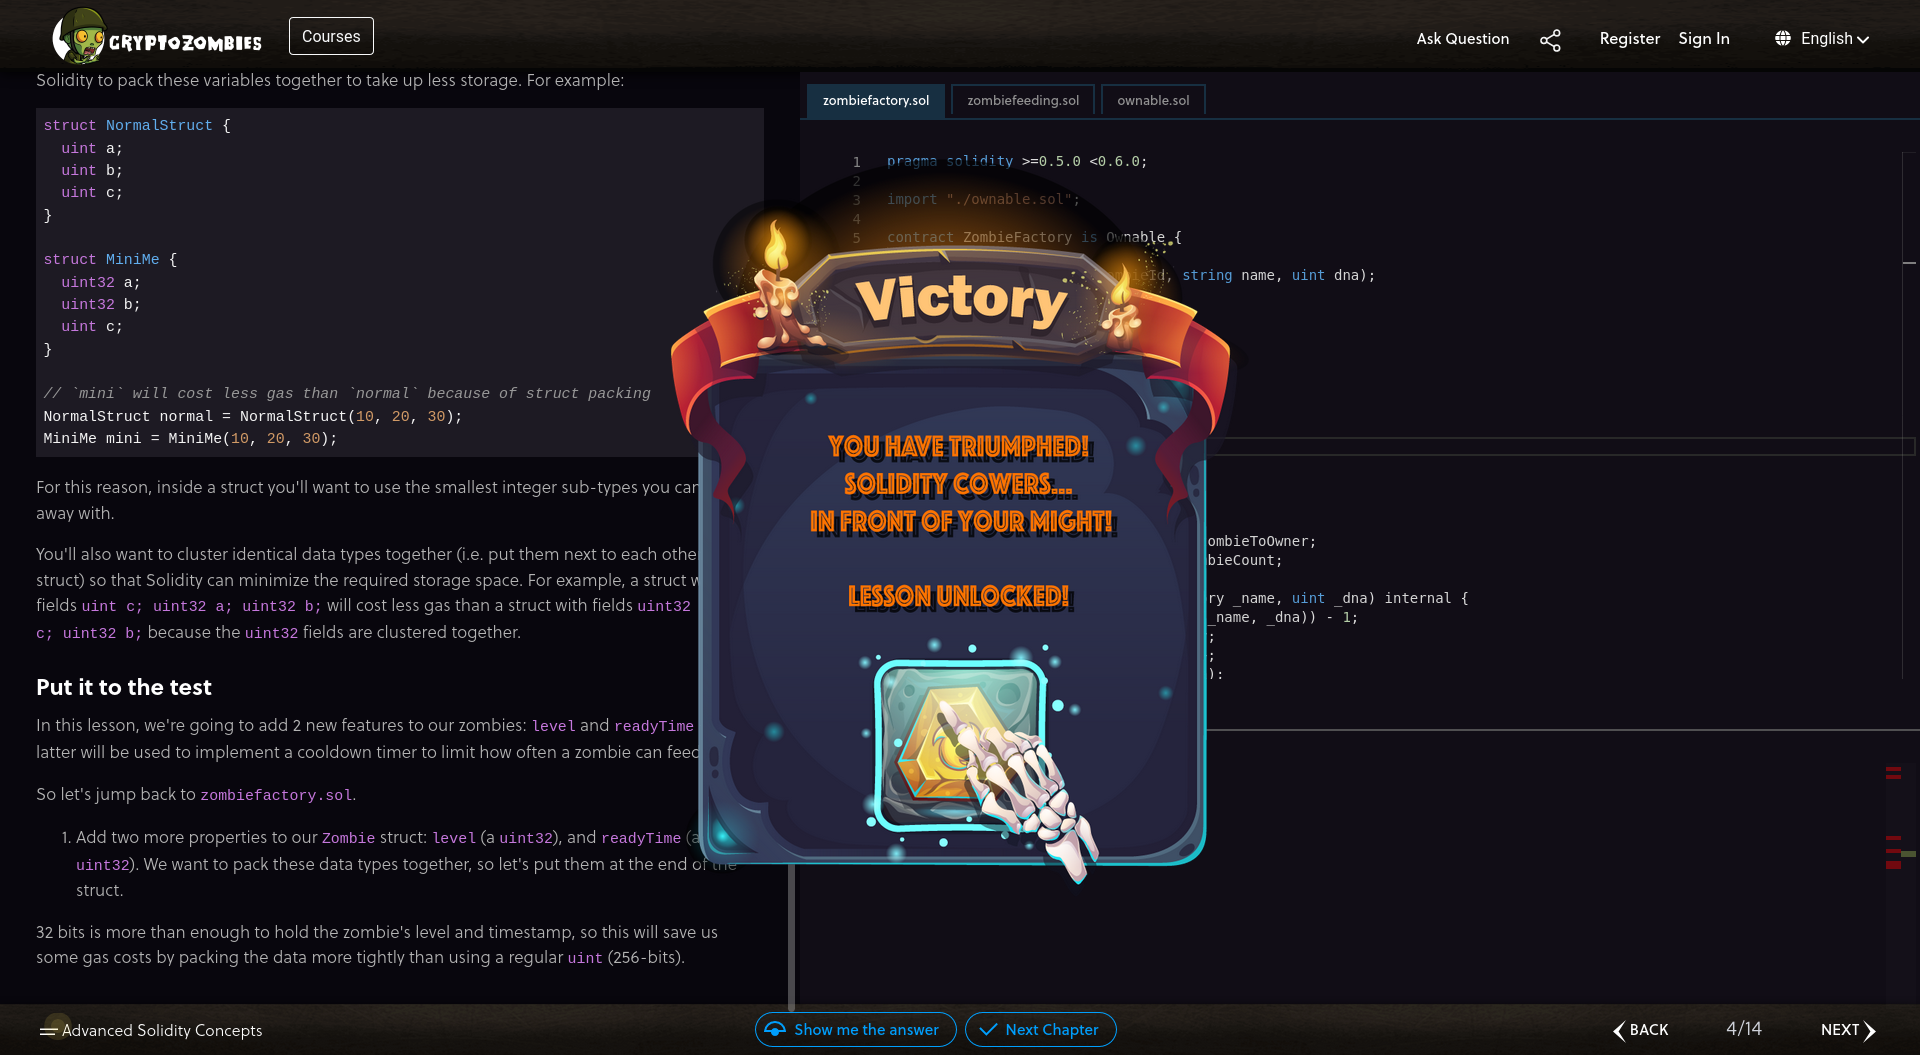 CRYPTOZOMBIES
Courses
Ask Question
Register
Sign In
English
Solidity to pack these variables together to take up less storage. For example:
struct NormalStruct {
uint a;
uint b;
uint c;
}
struct MiniMe {
uint32 a;
uint32 b;
uint c;
}
// `mini` will cost less gas than `normal` because of struct packing
NormalStruct normal = NormalStruct(10, 20, 30);
MiniMe mini = MiniMe(10, 20, 30);
For this reason, inside a struct you'll want to use the smallest integer sub-types you can
away with.
You'll also want to cluster identical data types together (i.e. put them next to each othe
struct) so that Solidity can minimize the required storage space. For example, a struct w
fields uint c; uint32 a; uint32 b; will cost less gas than a struct with fields uint32
c; uint32 b; because the uint32 fields are clustered together.
Put it to the test
In this lesson, we're going to add 2 new features to our zombies: level and readyTime
latter will be used to implement a cooldown timer to limit how often a zombie can feed
So let's jump back to zombiefactory.sol.
1. Add two more properties to our Zombie struct: level (a uint32), and readyTime (a
uint32). We want to pack these data types together, so let's put them at the end of the
struct.
32 bits is more than enough to hold the zombie's level and timestamp, so this will save us
some gas costs by packing the data more tightly than using a regular uint (256-bits).
zombiefactory.sol
zombiefeeding.sol
ownable.sol
1 pragma solidity >=0.5.0 <0.6.0;
2
3 import "./ownable.sol";
4
5 contract ZombieFactory is Ownable {
string name, uint dna);
ombieToOwner;
bieCount;
ry _name, uint _dna) internal {
_name, _dna)) - 1;
;
;
);
Victory
YOU HAVE TRIUMPHED!
SOLIDITY COWERS...
IN FRONT OF YOUR MIGHT!
LESSON UNLOCKED!
Advanced Solidity Concepts
Show me the answer
Next Chapter
BACK
4/14
NEXT